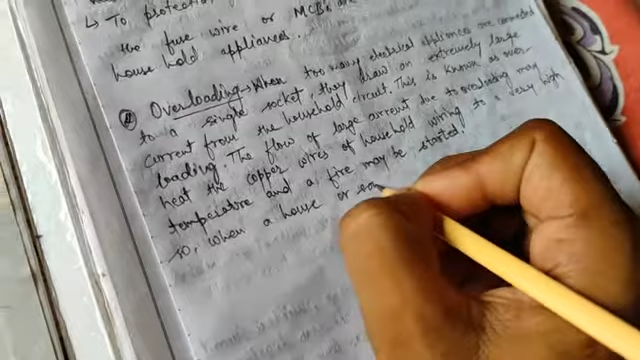 ↳ To protection
the fuse wire or MCBs are
house hold appliances.
Overloading → When too many electrical appliances are connected
to a single socket, they draw an extremely large
current from the household circuit. This is known as over-
loading. The flow of large current due to overloading may
heat the copper wires of household wiring to a very high
temperature and a fire may be started.
so, when a house or